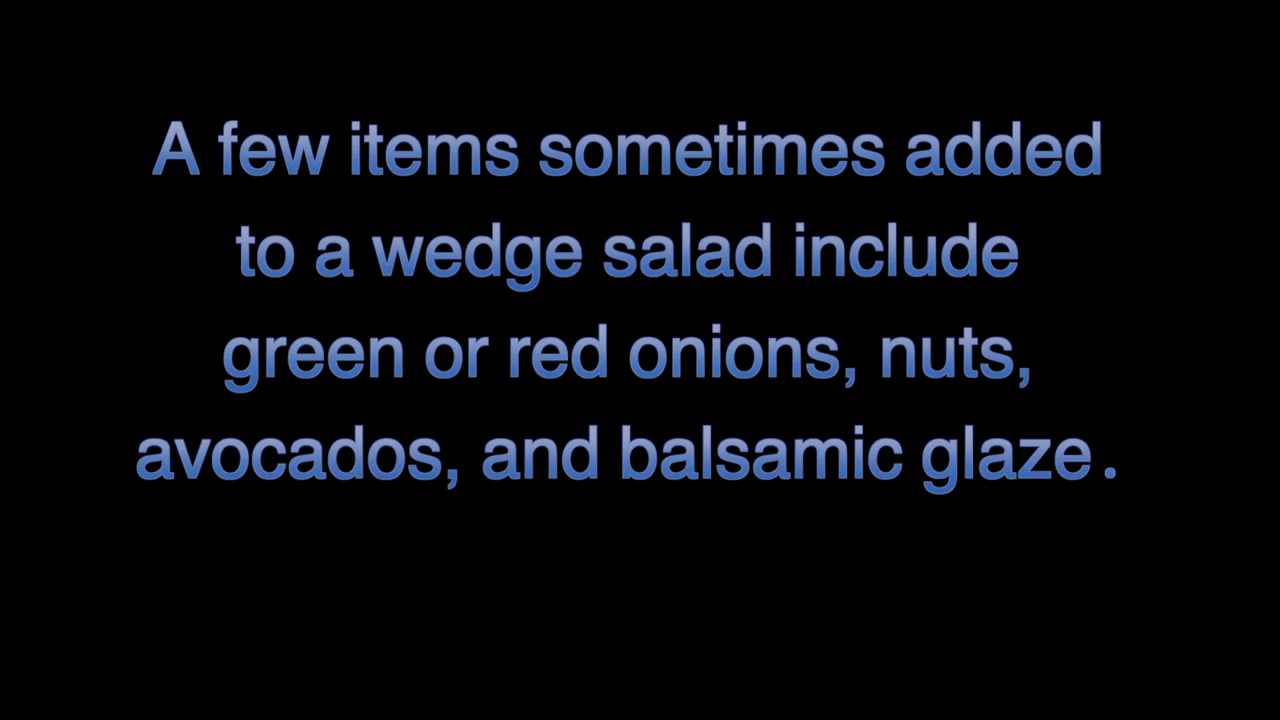 A few items sometimes added
to a wedge salad include
green or red onions, nuts,
avocados, and balsamic glaze.